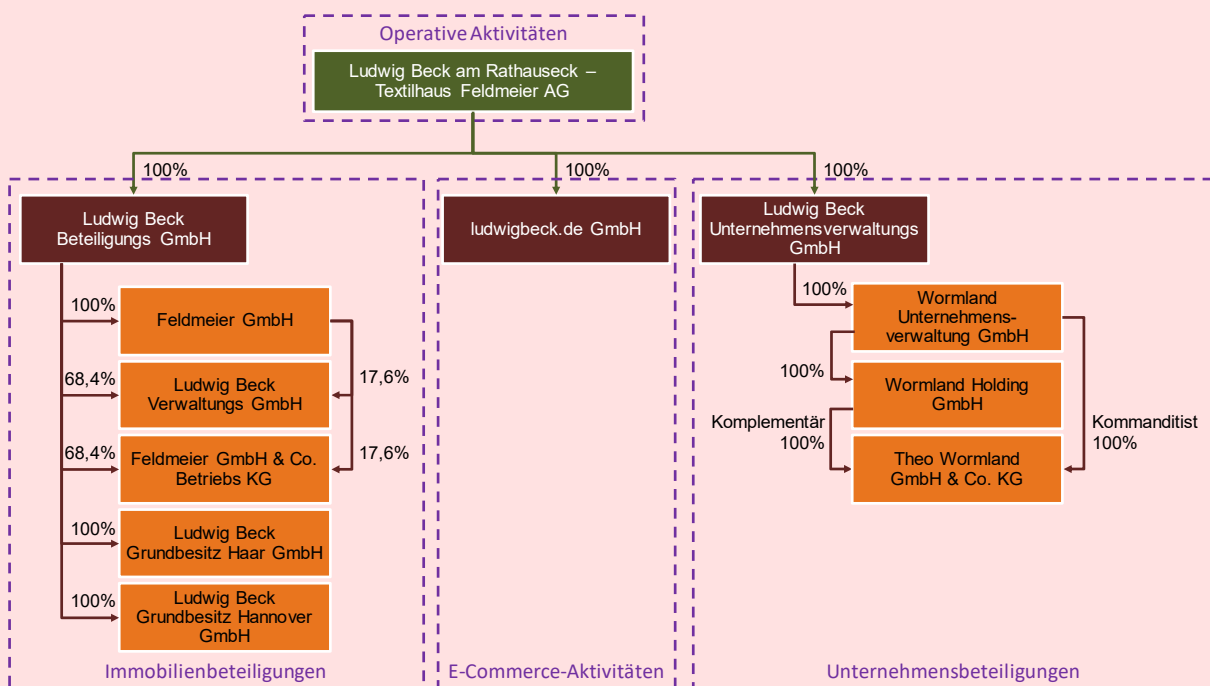 Operative Aktivitäten
Ludwig Beck am Rathauseck –
Textilhaus Feldmeier AG
100%
100%
100%
Ludwig Beck
Beteiligungs GmbH
ludwigbeck.de GmbH
Ludwig Beck
Unternehmensverwaltungs
GmbH
100%
Feldmeier GmbH
68,4%
Ludwig Beck
Verwaltungs GmbH
17,6%
68,4%
Feldmeier GmbH & Co.
Betriebs KG
17,6%
100%
Ludwig Beck
Grundbesitz Haar GmbH
100%
Ludwig Beck
Grundbesitz Hannover
GmbH
100%
Wormland
Unternehmens-
verwaltung GmbH
100%
Wormland Holding
GmbH
Komplementär
100%
Kommanditist
100%
Theo Wormland
GmbH & Co. KG
Immobilienbeteiligungen
E-Commerce-Aktivitäten
Unternehmensbeteiligungen